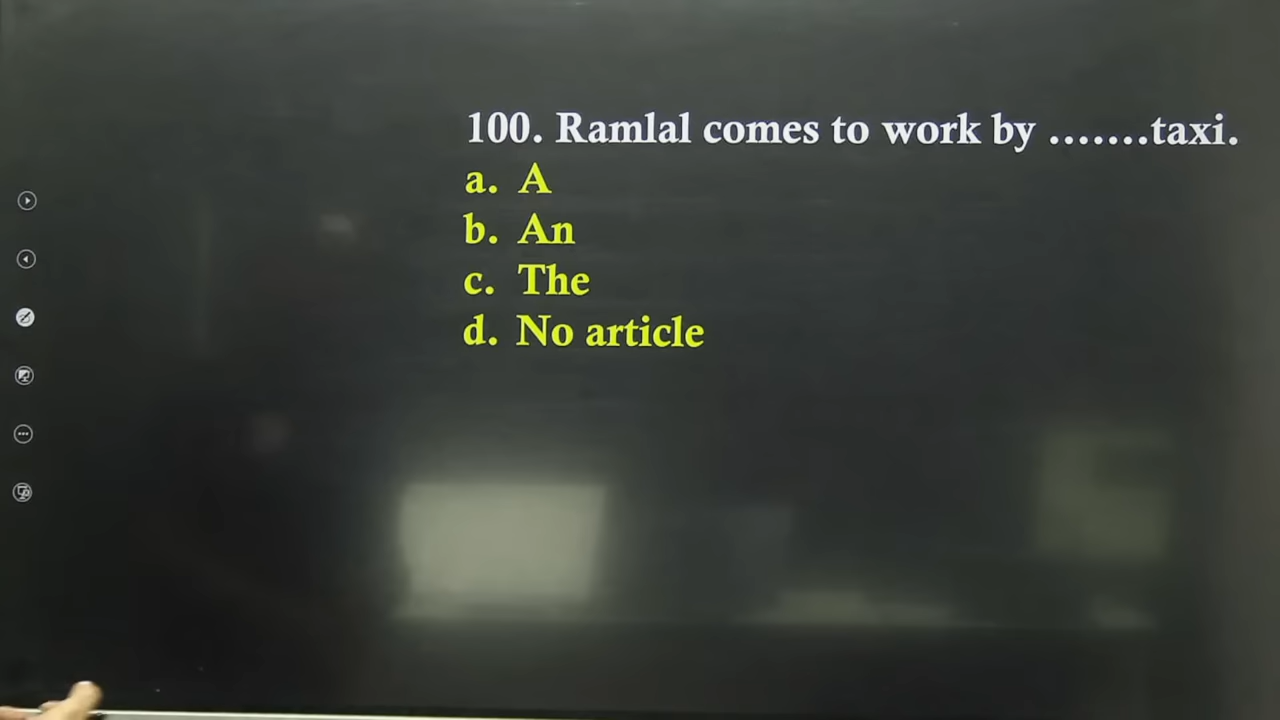 100. Ramlal comes to work by .......taxi.
a. A
b. An
c. The
d. No article